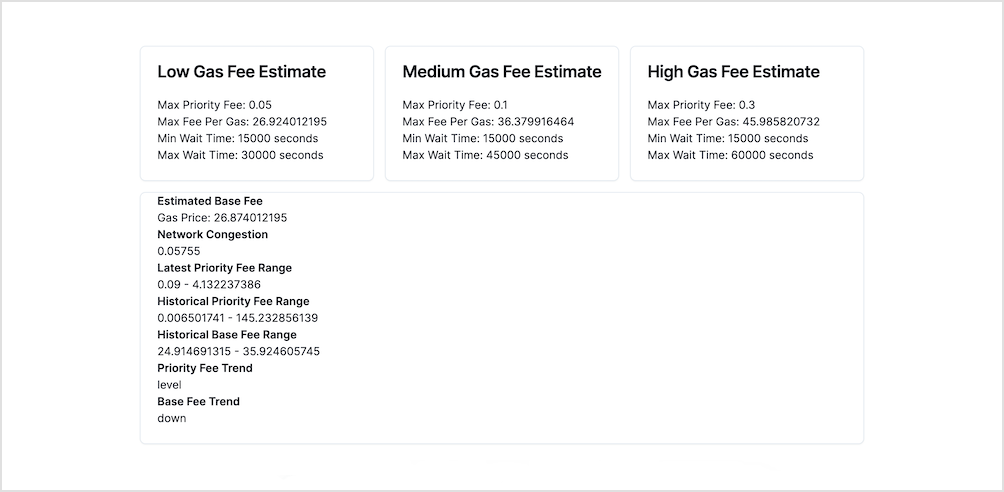 Low Gas Fee Estimate
Max Priority Fee: 0.05
Max Fee Per Gas: 26.924012195
Min Wait Time: 15000 seconds
Max Wait Time: 30000 seconds
Medium Gas Fee Estimate
Max Priority Fee: 0.1
Max Fee Per Gas: 36.379916464
Min Wait Time: 15000 seconds
Max Wait Time: 45000 seconds
High Gas Fee Estimate
Max Priority Fee: 0.3
Max Fee Per Gas: 45.985820732
Min Wait Time: 15000 seconds
Max Wait Time: 60000 seconds
Estimated Base Fee
Gas Price: 26.874012195
Network Congestion
0.05755
Latest Priority Fee Range
0.09 - 4.132237386
Historical Priority Fee Range
0.006501741 - 145.232856139
Historical Base Fee Range
24.914691315 - 35.924605745
Priority Fee Trend
level
Base Fee Trend
down